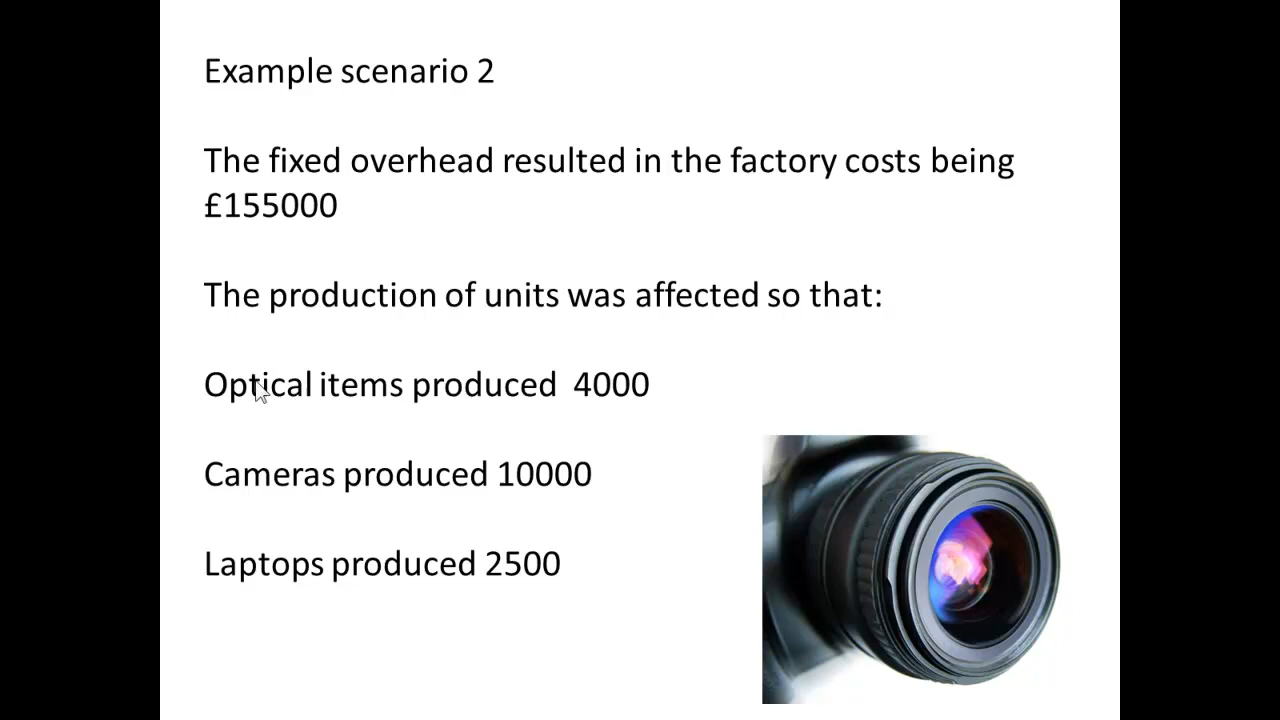 Example scenario 2
The fixed overhead resulted in the factory costs being
£155000
The production of units was affected so that:
Optical items produced  4000
Cameras produced 10000
Laptops produced 2500